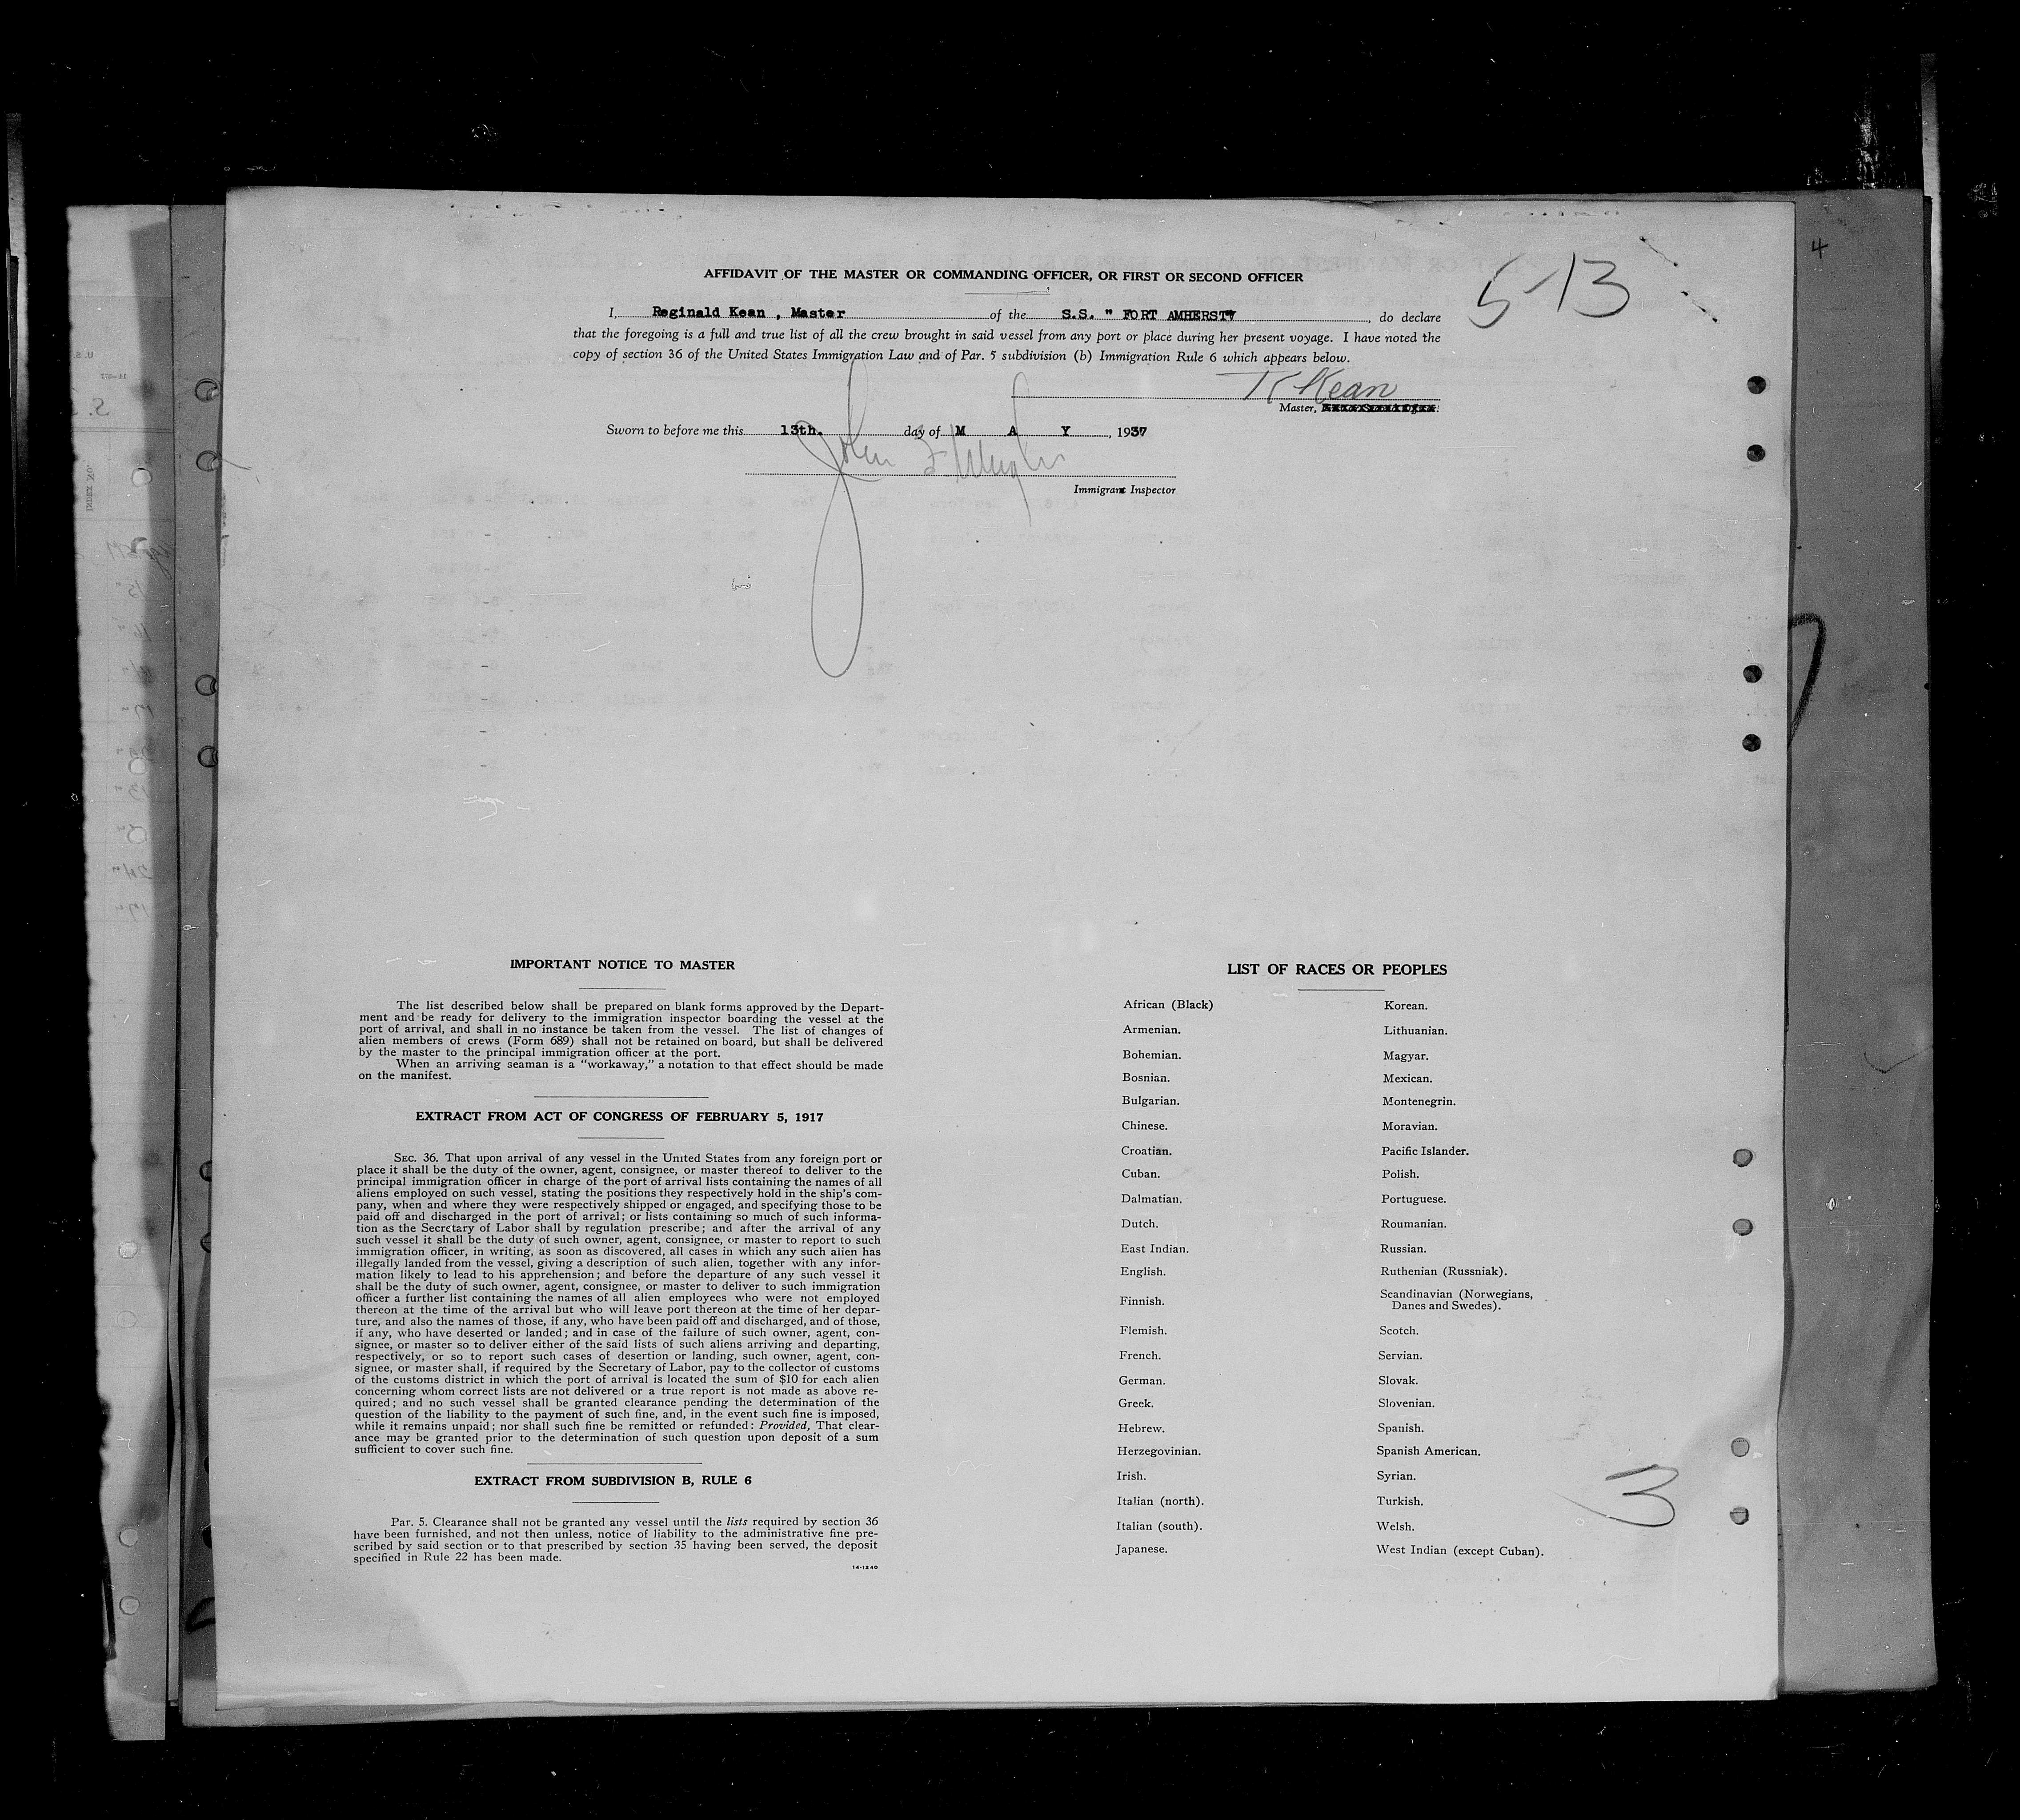 AFFIDAVIT OF THE MASTER OR COMMANDING OFFICER, OR FIRST OR SECOND OFFICER
5-13
4
I, Reginald Kean , Master of the S.S. " FORT AMHERST" , do declare
that the foregoing is a full and true list of all the crew brought in said vessel from any port or place during her present voyage. I have noted the
copy of section 36 of the United States Immigration Law and of Par. 5 subdivision (b) Immigration Rule 6 which appears below.
R Kean
Master,
Sworn to before me this 13th. day of M A Y , 1937
John F
Immigrant Inspector
IMPORTANT NOTICE TO MASTER
The list described below shall be prepared on blank forms approved by the Depart-
ment and be ready for delivery to the immigration inspector boarding the vessel at the
port of arrival, and shall in no instance be taken from the vessel. The list of changes of
alien members of crews (Form 689) shall not be retained on board, but shall be delivered
by the master to the principal immigration officer at the port.
When an arriving seaman is a "workaway," a notation to that effect should be made
on the manifest.
EXTRACT FROM ACT OF CONGRESS OF FEBRUARY 5, 1917
SEC. 36. That upon arrival of any vessel in the United States from any foreign port or
place it shall be the duty of the owner, agent, consignee, or master thereof to deliver to the
principal immigration officer in charge of the port of arrival lists containing the names of all
aliens employed on such vessel, stating the positions they respectively hold in the ship's com-
pany, when and where they were respectively shipped or engaged, and specifying those to be
paid off and discharged in the port of arrival; or lists containing so much of such informa-
tion as the Secretary of Labor shall by regulation prescribe; and after the arrival of any
such vessel it shall be the duty of such owner, agent, consignee, or master to report to such
immigration officer, in writing, as soon as discovered, all cases in which any such alien has
illegally landed from the vessel, giving a description of such alien, together with any infor-
mation likely to lead to his apprehension; and before the departure of any such vessel it
shall be the duty of such owner, agent, consignee, or master to deliver to such immigration
officer a further list containing the names of all alien employees who were not employed
thereon at the time of the arrival but who will leave port thereon at the time of her depar-
ture, and also the names of those, if any, who have been paid off and discharged, and of those,
if any, who have deserted or landed; and in case of the failure of such owner, agent, con-
signee, or master so to deliver either of the said lists of such aliens arriving and departing,
respectively, or so to report such cases of desertion or landing, such owner, agent, con-
signee, or master shall, if required by the Secretary of Labor, pay to the collector of customs
of the customs district in which the port of arrival is located the sum of $10 for each alien
concerning whom correct lists are not delivered or a true report is not made as above re-
quired; and no such vessel shall be granted clearance pending the determination of the
question of the liability to the payment of such fine, and, in the event such fine is imposed,
while it remains unpaid; nor shall such fine be remitted or refunded: Provided, That clear-
ance may be granted prior to the determination of such question upon deposit of a sum
sufficient to cover such fine.
EXTRACT FROM SUBDIVISION B, RULE 6
Par. 5. Clearance shall not be granted any vessel until the lists required by section 36
have been furnished, and not then unless, notice of liability to the administrative fine pre-
scribed by said section or to that prescribed by section 35 having been served, the deposit
specified in Rule 22 has been made.
14-1240
LIST OF RACES OR PEOPLES
African (Black)
Armenian.
Bohemian.
Bosnian.
Bulgarian.
Chinese.
Croatian.
Cuban.
Dalmatian.
Dutch.
East Indian.
English.
Finnish.
Flemish.
French.
German.
Greek.
Hebrew.
Herzegovinian.
Irish.
Italian (north).
Italian (south).
Japanese.
Korean.
Lithuanian.
Magyar.
Mexican.
Montenegrin.
Moravian.
Pacific Islander.
Polish.
Portuguese.
Roumanian.
Russian.
Ruthenian (Russniak).
Scandinavian (Norwegians,
Danes and Swedes).
Scotch.
Servian.
Slovak.
Slovenian.
Spanish.
Spanish American.
Syrian.
Turkish.
Welsh.
West Indian (except Cuban).
3